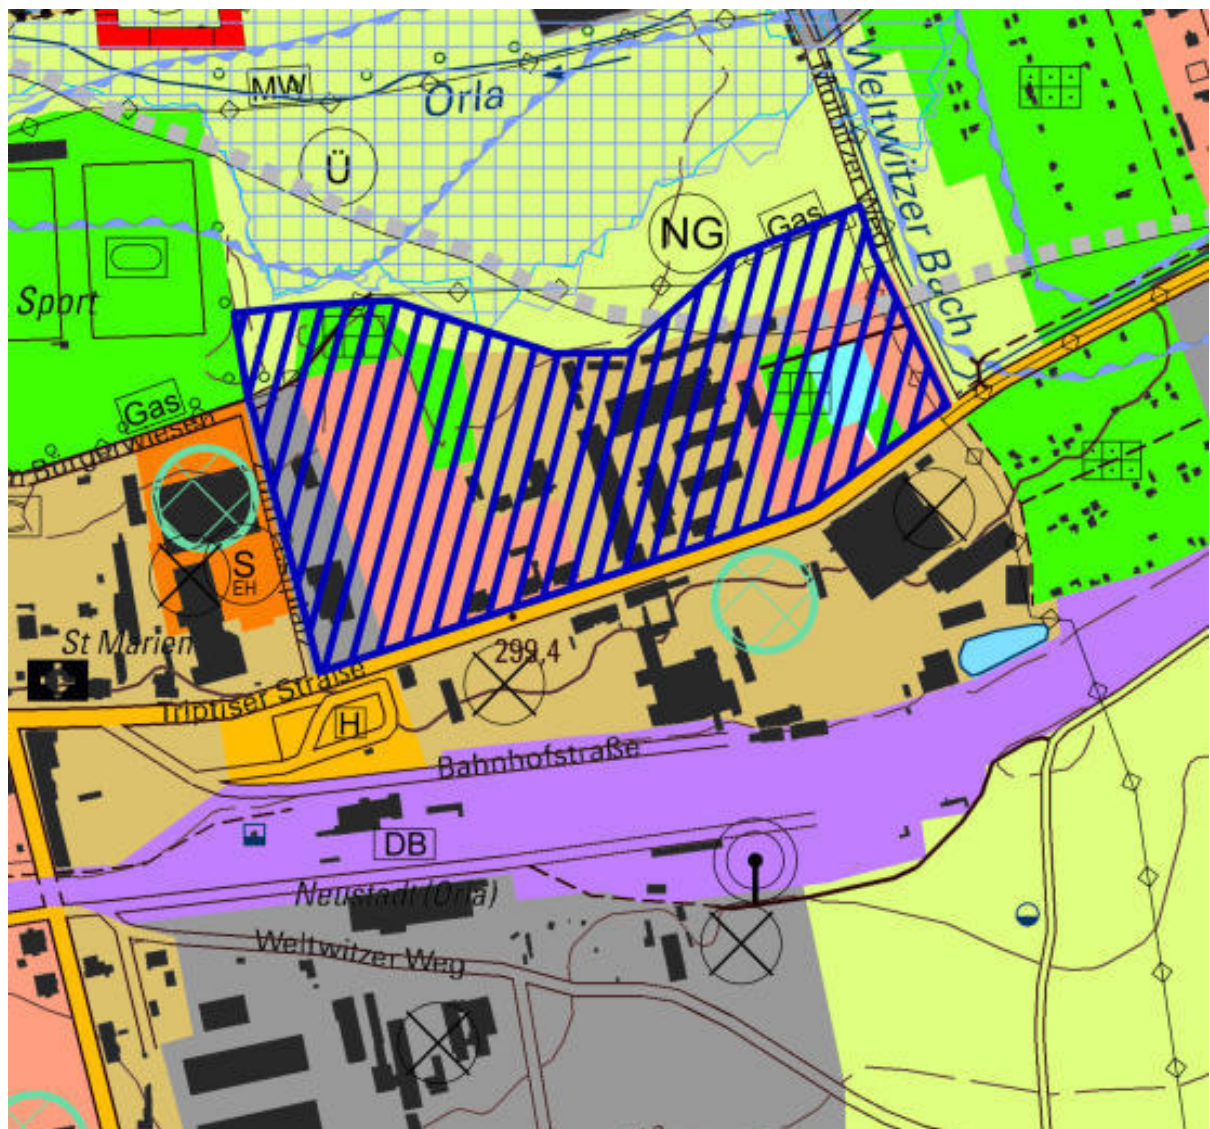 MW
Orla
Ü
Weltwitzer Bach
NG
Gas
Sport
Gas
S
EH
St Marien
299,4
Triptiser Straße
H
Bahnhofstraße
DB
Neustadt (Orla)
Weltwitzer Weg